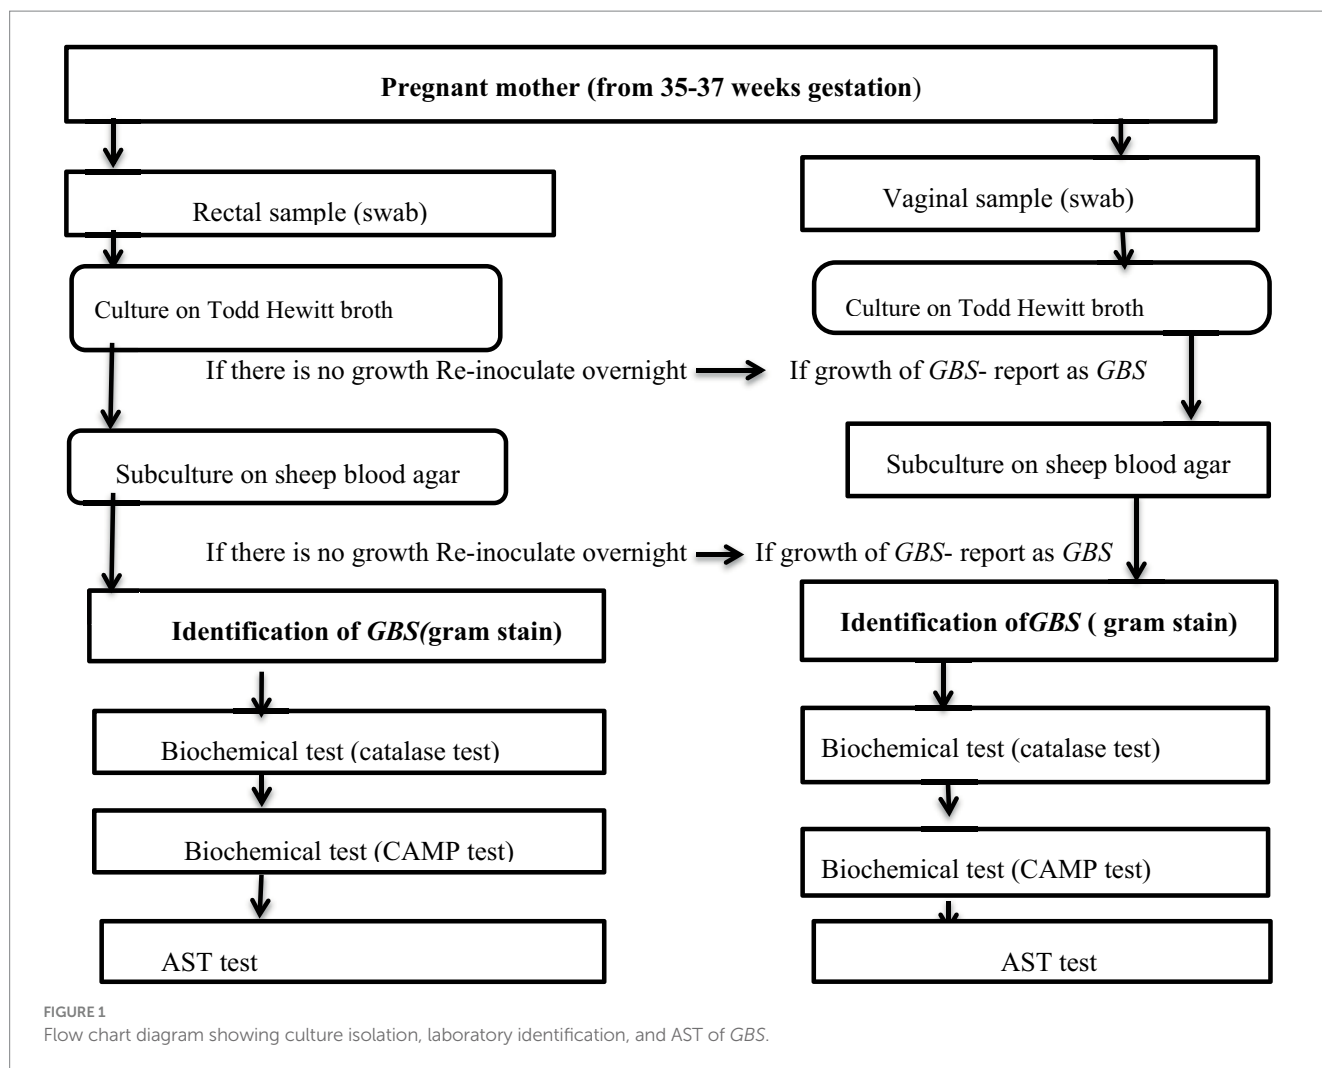 Pregnant mother (from 35-37 weeks gestation)
Rectal sample (swab)
Vaginal sample (swab)
Culture on Todd Hewitt broth
Culture on Todd Hewitt broth
If there is no growth Re-inoculate overnight
If growth of GBS- report as GBS
Subculture on sheep blood agar
Subculture on sheep blood agar
If there is no growth Re-inoculate overnight
If growth of GBS- report as GBS
Identification of GBS(gram stain)
Identification ofGBS ( gram stain)
Biochemical test (catalase test)
Biochemical test (catalase test)
Biochemical test (CAMP test)
Biochemical test (CAMP test)
AST test
AST test
FIGURE 1
Flow chart diagram showing culture isolation, laboratory identification, and AST of GBS.